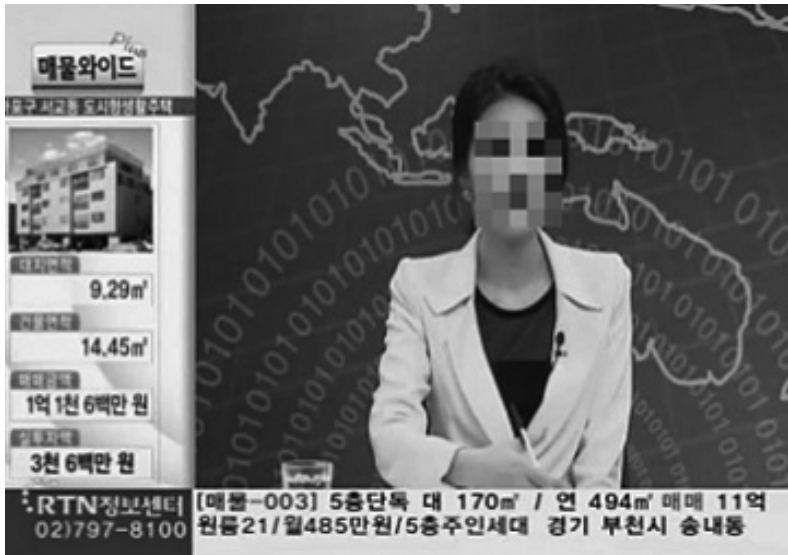 Plus
매물와이드
포구 서교동 도시형생활주택
대지면적
9.29㎡
건물면적
14.45㎡
매매금액
1억 1천 6백만 원
실투자액
3천 6백만 원
RTN정보센터
02)797-8100
[매물-003] 5층단독 대 170㎡ / 연 494㎡ 매매 11억
원룸21/월485만원/5층주인세대 경기 부천시 송내동